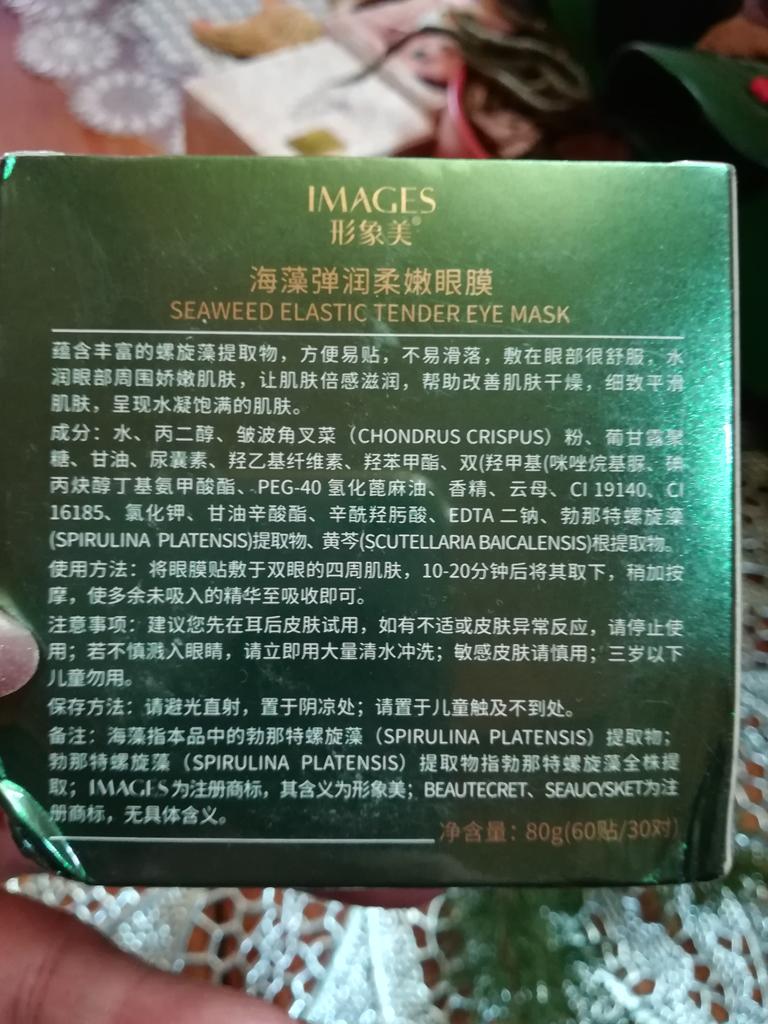 IMAGES
形象美®
海藻弹润柔嫩眼膜
SEAWEED ELASTIC TENDER EYE MASK
蕴含丰富的螺旋藻提取物，方便易贴，不易滑落，敷在眼部很舒服，水
润眼部周围娇嫩肌肤，让肌肤倍感滋润，帮助改善肌肤干燥，细致平滑
肌肤，呈现水凝饱满的肌肤。
成分：水、丙二醇、皱波角叉菜（CHONDRUS CRISPUS）粉、葡甘露聚
糖、甘油、尿囊素、羟乙基纤维素、羟苯甲酯、双(羟甲基(咪唑烷基脲、碘
丙炔醇丁基氨甲酸酯、PEG-40 氢化蓖麻油、香精、云母、CI 19140、CI
16185、氯化钾、甘油辛酸酯、辛酰羟肟酸、EDTA 二钠、勃那特螺旋藻
(SPIRULINA PLATENSIS)提取物、黄芩(SCUTELLARIA BAICALENSIS)根提取物。
使用方法：将眼膜贴敷于双眼的四周肌肤，10-20分钟后将其取下，稍加按
摩，使多余未吸入的精华至吸收即可。
注意事项：建议您先在耳后皮肤试用，如有不适或皮肤异常反应，请停止使
用；若不慎溅入眼睛，请立即用大量清水冲洗；敏感皮肤请慎用；三岁以下
儿童勿用。
保存方法：请避光直射，置于阴凉处；请置于儿童触及不到处。
备注：海藻指本品中的勃那特螺旋藻（SPIRULINA PLATENSIS）提取物；
勃那特螺旋藻（SPIRULINA PLATENSIS）提取物指勃那特螺旋藻全株提
取；IMAGES为注册商标，其含义为形象美；BEAUTECRET、SEAUCYSKET为注
册商标，无具体含义。
净含量：80g(60贴/30对)